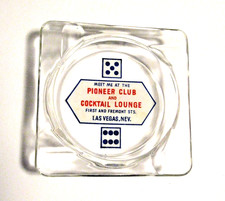 MEET ME AT THE
PIONEER CLUB
AND
COCKTAIL LOUNGE
FIRST AND FREMONT STS.
LAS VEGAS, NEV.